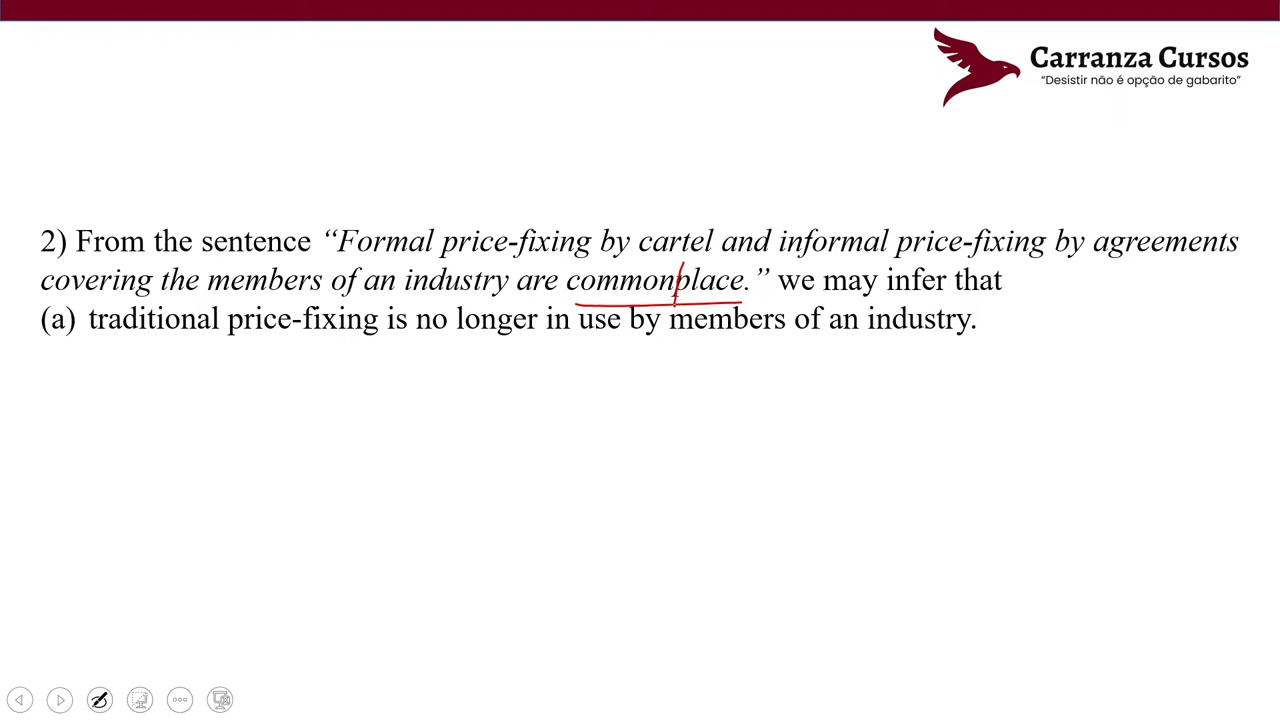 Carranza Cursos
“Desistir não é opção de gabarito”
2) From the sentence “Formal price-fixing by cartel and informal price-fixing by agreements
covering the members of an industry are commonplace.” we may infer that
(a) traditional price-fixing is no longer in use by members of an industry.